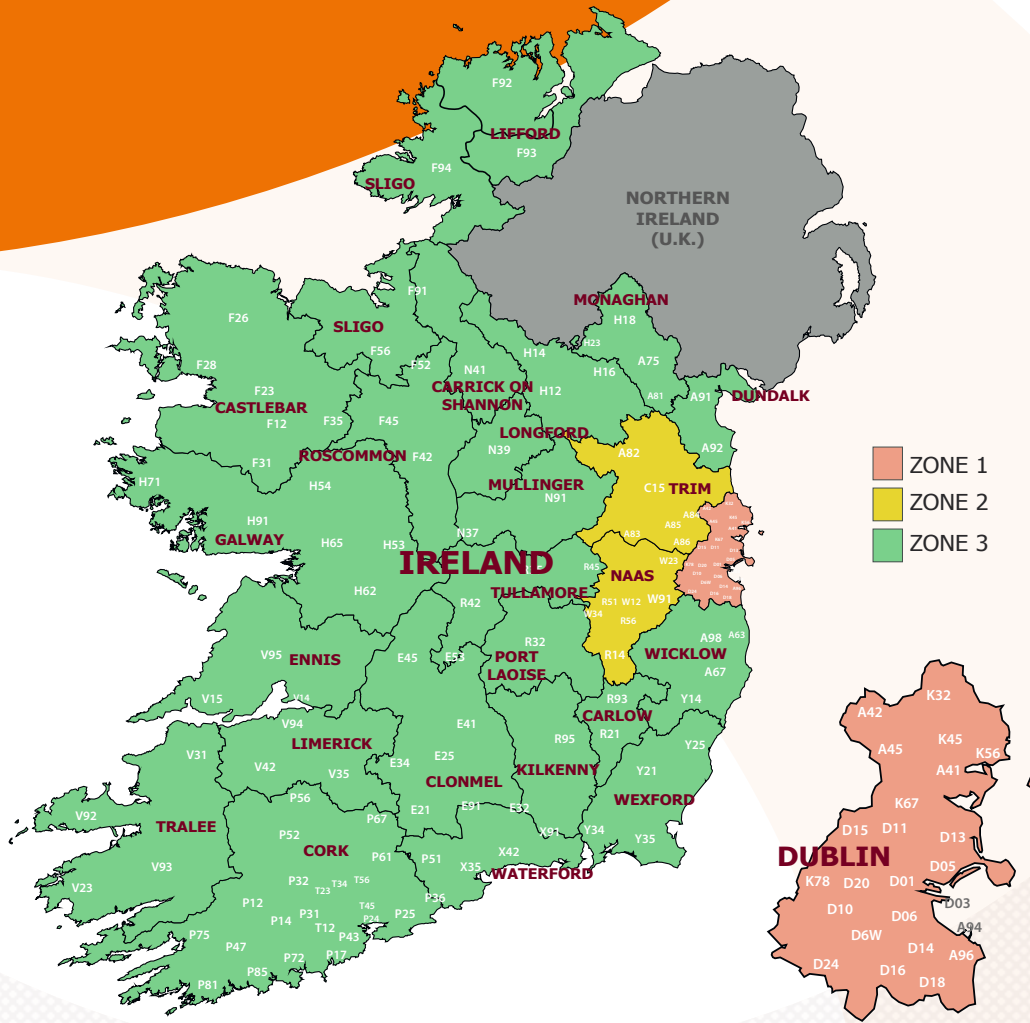 F92
LIFFORD
F93
F94
SLIGO
NORTHERN
IRELAND
(U.K.)
F91
MONAGHAN
H18
F26
SLIGO
H23
H14
F56
F52
N41
H16
A75
F28
H12
CARRICK ON
SHANNON
F23
A81
A91
DUNDALK
CASTLEBAR
F12
F35
F45
LONGFORD
ROSCOMMON
F42
N39
A82
A92
F31
H71
H54
MULLINGER
N91
C15
TRIM
ZONE 1
ZONE 2
ZONE 3
H91
GALWAY
H65
H53
N37
A84
A85
A83
A86
IRELAND
R45
NAAS
W23
TULLAMORE
H62
R42
R51
W12
W91
W34
R56
R32
A98
A63
V95
ENNIS
E45
E53
PORT
LAOISE
R14
WICKLOW
A67
V15
V14
R93
Y14
V94
E41
CARLOW
R21
LIMERICK
R95
Y25
V31
V42
V35
E34
E25
CLONMEL
KILKENNY
Y21
WEXFORD
P56
E21
E91
E32
V92
TRALEE
P67
X91
Y34
Y35
P52
CORK
P61
P51
X35
X42
WATERFORD
V93
V23
P32
T23
T34
T56
P36
P12
T45
P24
P25
P14
P31
T12
P43
P75
P47
P72
P17
P85
P81
K32
A42
K45
A45
K56
A41
K67
D15
D11
D13
DUBLIN
D05
K78
D20
D01
D03
D10
D06
A94
D6W
D14
A96
D24
D16
D18